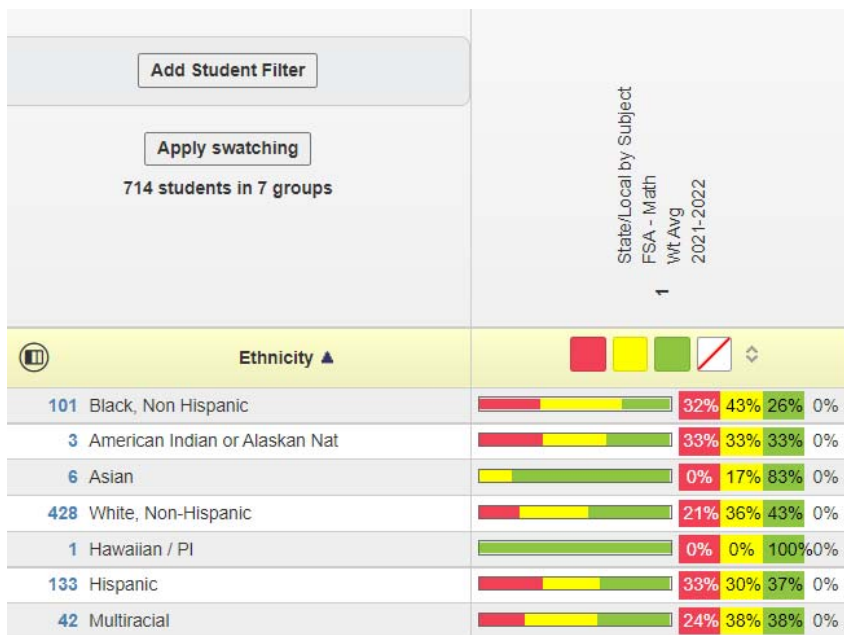 Add Student Filter
Apply swatching
714 students in 7 groups
State/Local by Subject
FSA - Math
Wt Avg
2021-2022
1
Ethnicity ▲
101 Black, Non Hispanic 32% 43% 26% 0%
3 American Indian or Alaskan Nat 33% 33% 33% 0%
6 Asian 0% 17% 83% 0%
428 White, Non-Hispanic 21% 36% 43% 0%
1 Hawaiian / PI 0% 0% 100% 0%
133 Hispanic 33% 30% 37% 0%
42 Multiracial 24% 38% 38% 0%